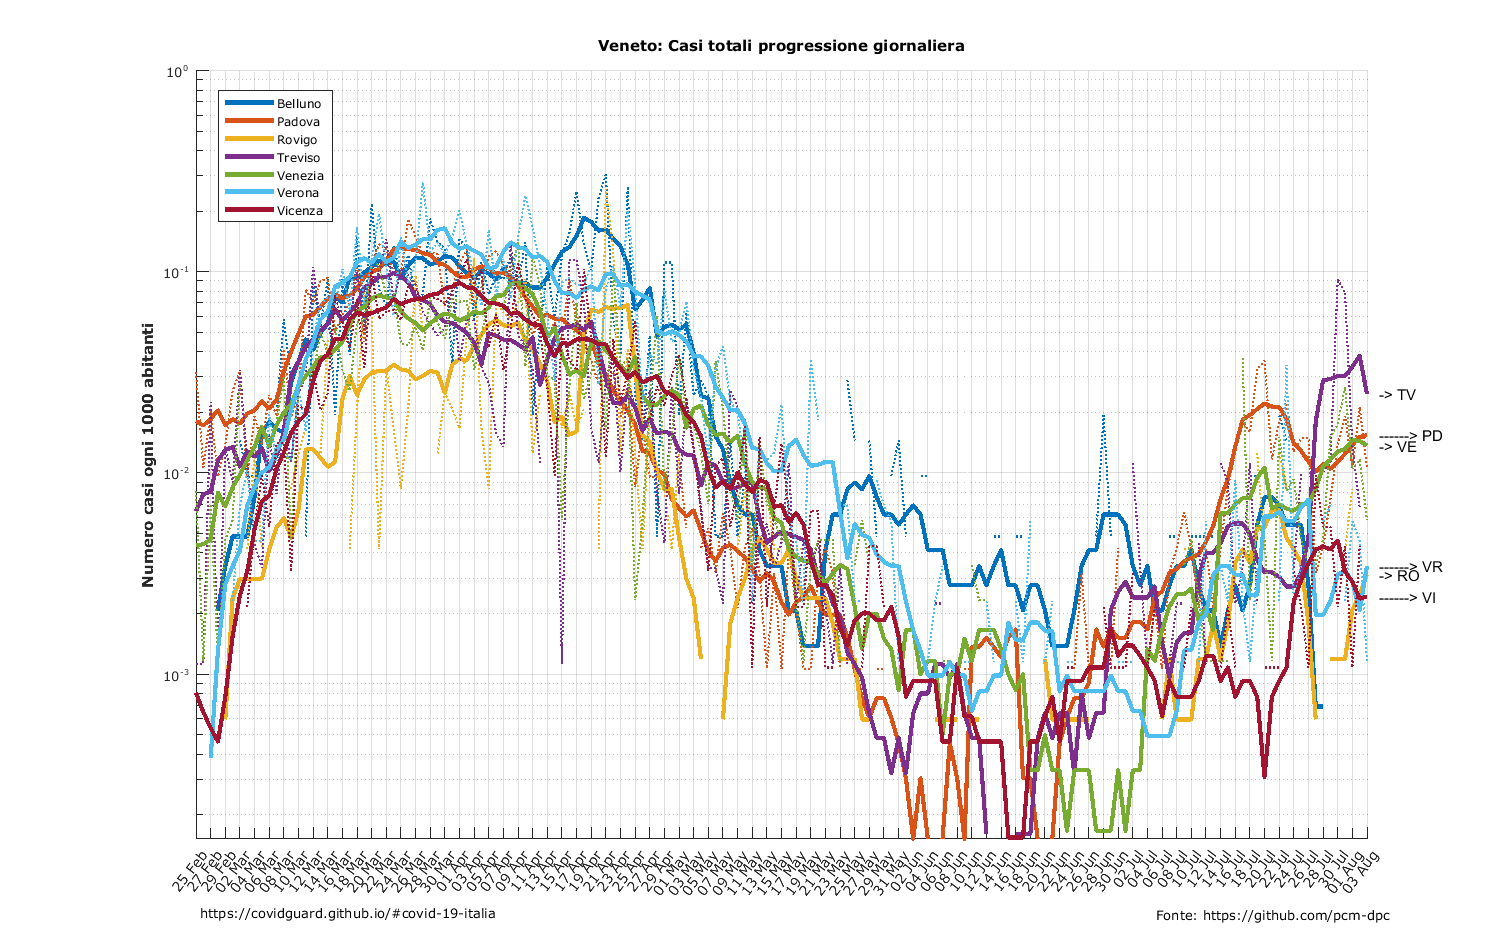 Veneto: Casi totali progressione giornaliera
Numero casi ogni 1000 abitanti
10^0
10^-1
10^-2
10^-3
Belluno
Padova
Rovigo
Treviso
Venezia
Verona
Vicenza
-> TV
------> PD
-> VE
------> VR
-> RO
------> VI
25 Feb
27 Feb
29 Feb
02 Mar
04 Mar
06 Mar
08 Mar
10 Mar
12 Mar
14 Mar
16 Mar
18 Mar
20 Mar
22 Mar
24 Mar
26 Mar
28 Mar
30 Mar
01 Apr
03 Apr
05 Apr
07 Apr
09 Apr
11 Apr
13 Apr
15 Apr
17 Apr
19 Apr
21 Apr
23 Apr
25 Apr
27 Apr
29 Apr
01 May
03 May
05 May
07 May
09 May
11 May
13 May
15 May
17 May
19 May
21 May
23 May
25 May
27 May
29 May
31 May
02 Jun
04 Jun
06 Jun
08 Jun
10 Jun
12 Jun
14 Jun
16 Jun
18 Jun
20 Jun
22 Jun
24 Jun
26 Jun
28 Jun
30 Jun
02 Jul
04 Jul
06 Jul
08 Jul
10 Jul
12 Jul
14 Jul
16 Jul
18 Jul
20 Jul
22 Jul
24 Jul
26 Jul
28 Jul
30 Jul
01 Aug
03 Aug
https://covidguard.github.io/#covid-19-italia
Fonte: https://github.com/pcm-dpc